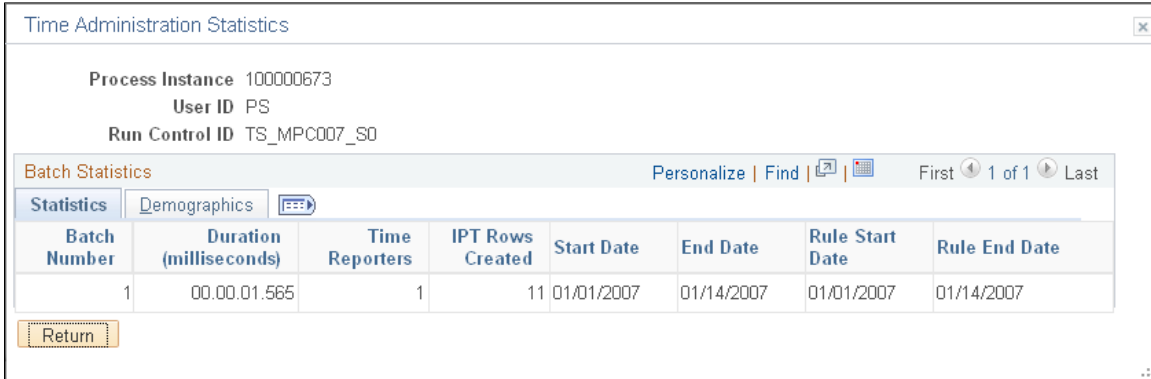 Time Administration Statistics
Process Instance 100000673
User ID PS
Run Control ID TS_MPC007_S0
Batch Statistics Personalize | Find | | First 1 of 1 Last
Statistics Demographics
Batch Number Duration (milliseconds) Time Reporters IPT Rows Created Start Date End Date Rule Start Date Rule End Date
1 00.00.01.565 1 11 01/01/2007 01/14/2007 01/01/2007 01/14/2007
Return